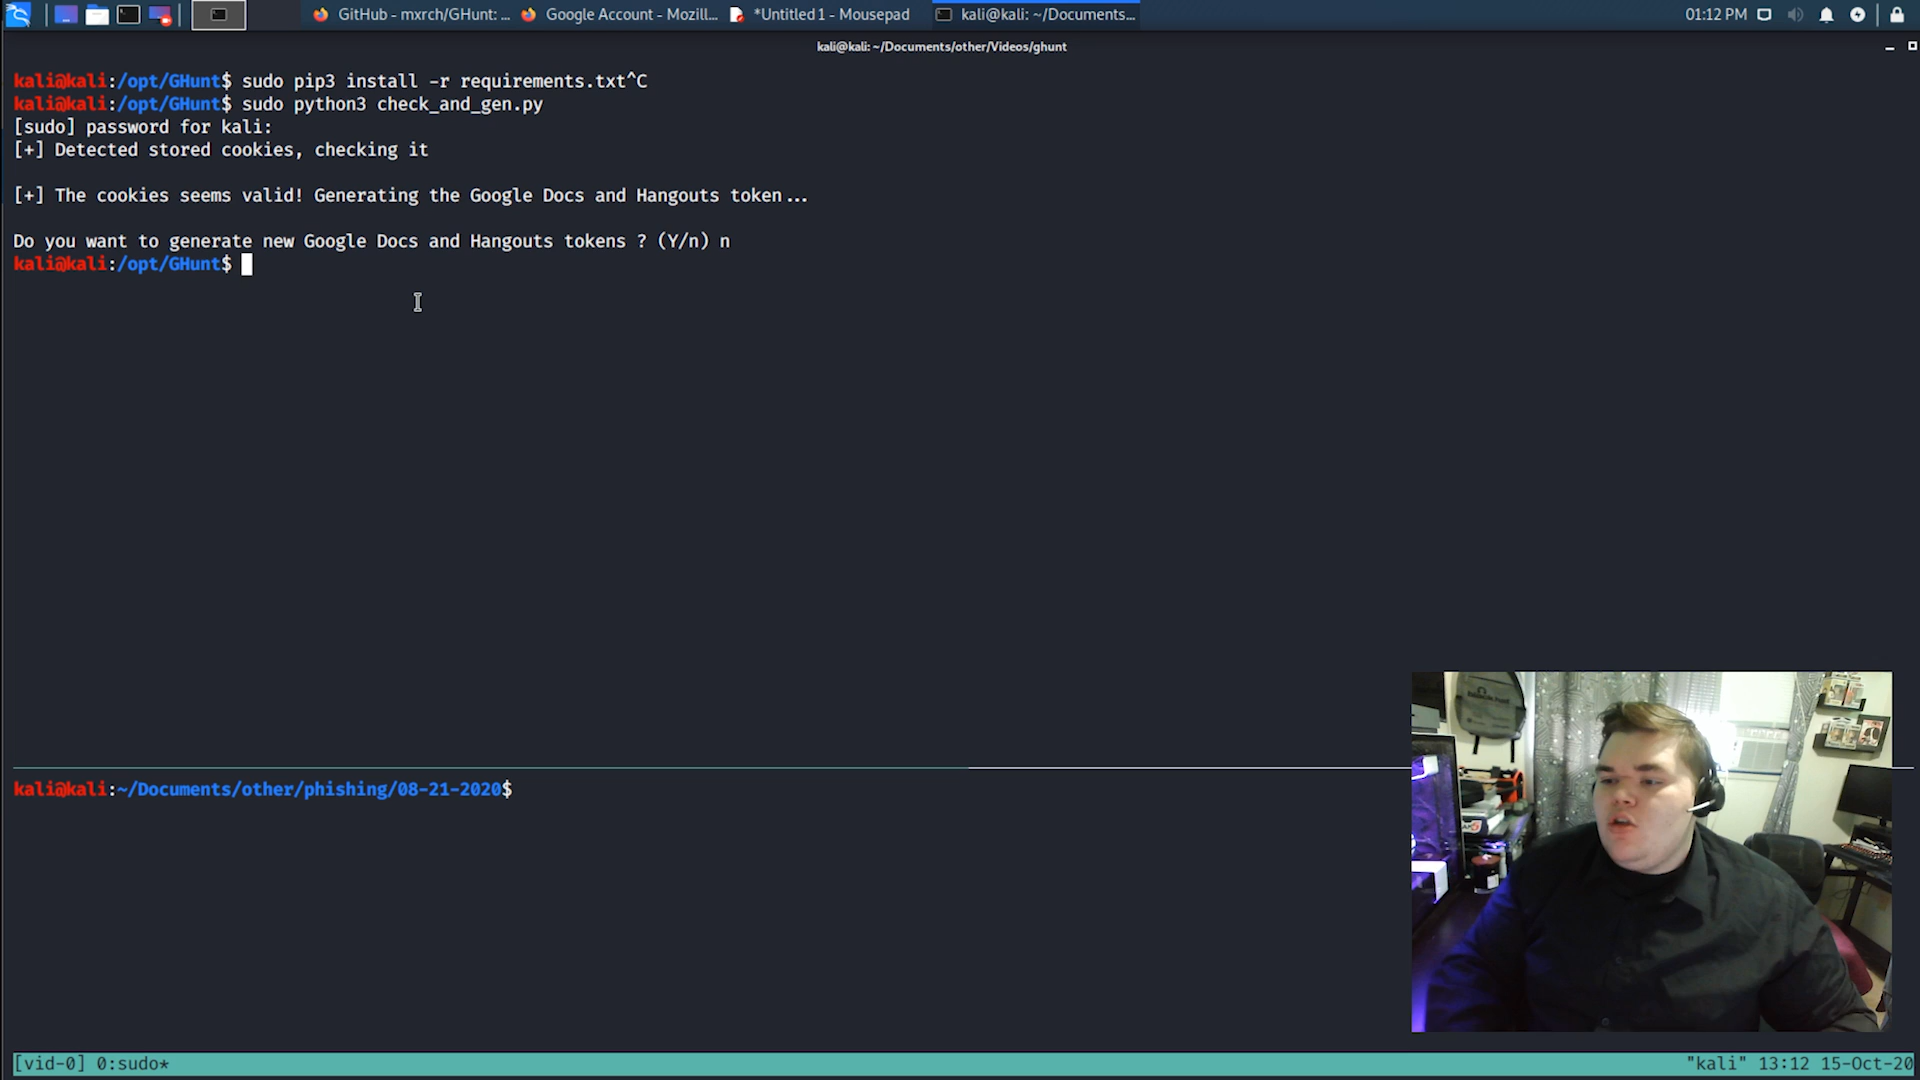 GitHub - mxrch/GHunt: ...
Google Account - Mozill...
*Untitled 1 - Mousepad
kali@kali: ~/Documents...
01:12 PM
kali@kali: ~/Documents/other/Videos/ghunt
kali@kali:/opt/GHunt$ sudo pip3 install -r requirements.txt^C
kali@kali:/opt/GHunt$ sudo python3 check_and_gen.py
[sudo] password for kali:
[+] Detected stored cookies, checking it
[+] The cookies seems valid! Generating the Google Docs and Hangouts token...
Do you want to generate new Google Docs and Hangouts tokens ? (Y/n) n
kali@kali:/opt/GHunt$
kali@kali:~/Documents/other/phishing/08-21-2020$
[vid-0] 0:sudo*
"kali" 13:12 15-Oct-20